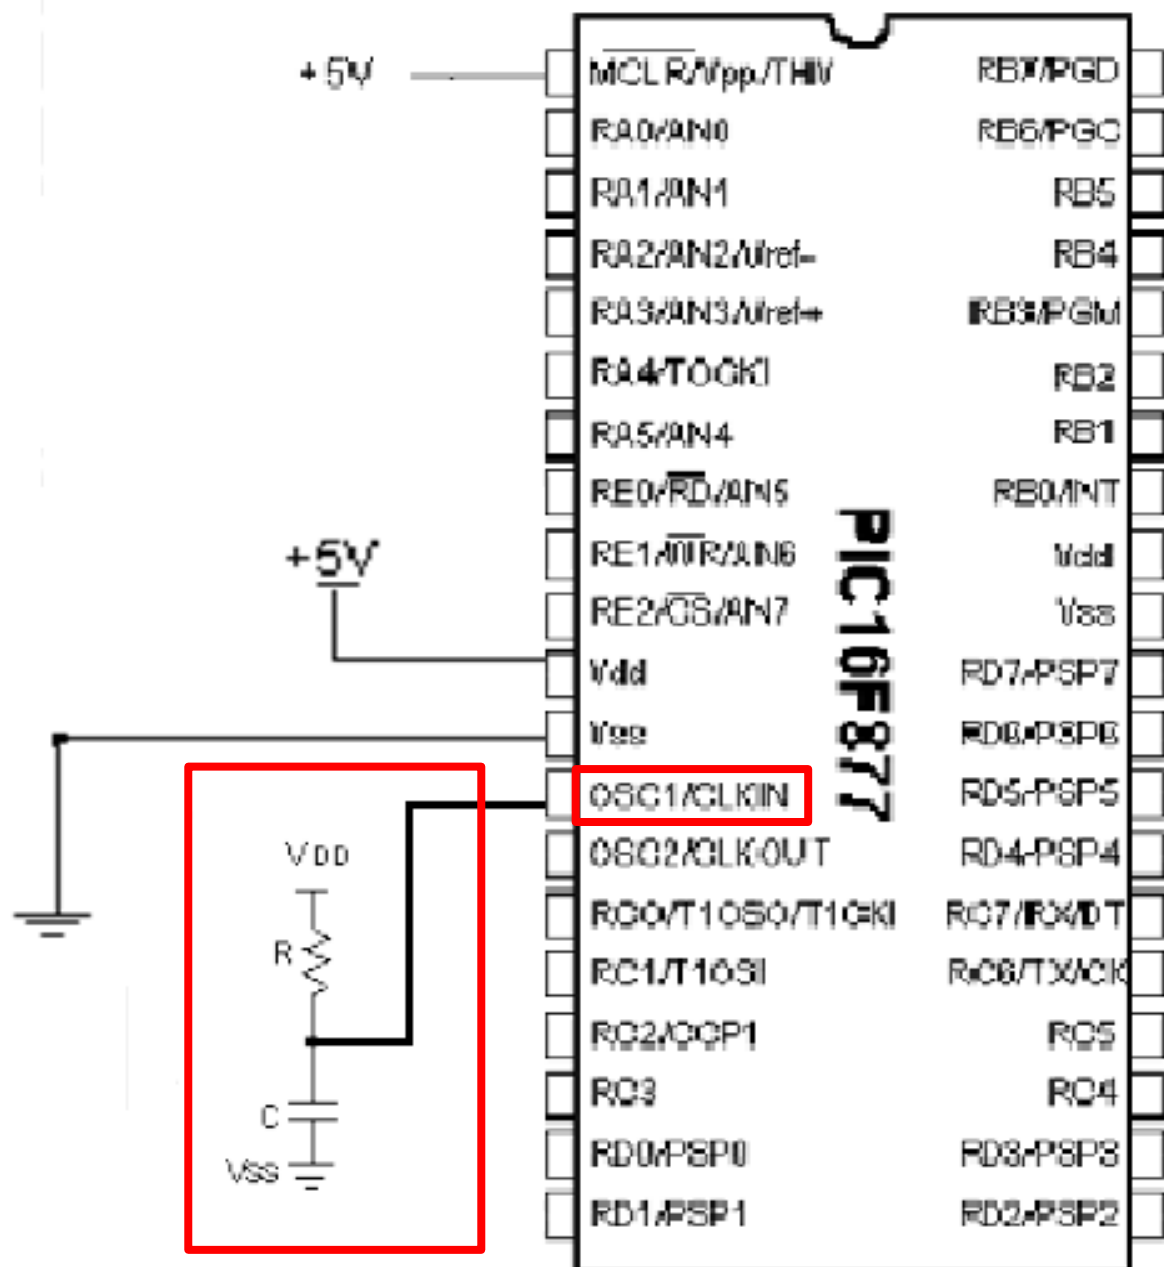 +5V
MCLR/Vpp/THV
RA0/AN0
RA1/AN1
RA2/AN2/Vref-
RA3/AN3/Vref+
RA4/TOCKI
RA5/AN4
RE0/RD/AN5
RE1/WR/AN6
RE2/CS/AN7
+5V
Vdd
Vss
OSC1/CLKIN
OSC2/CLKOUT
RC0/T1OSO/T1CKI
RC1/T1OSI
RC2/CCP1
RC3
RD0/PSP0
RD1/PSP1
VDD
R
C
VSS
PIC16F877
RB7/PGD
RB6/PGC
RB5
RB4
RB3/PGM
RB2
RB1
RB0/INT
Vdd
Vss
RD7/PSP7
RD6/PSP6
RD5/PSP5
RD4/PSP4
RC7/RX/DT
RC6/TX/CK
RC5
RC4
RD3/PSP3
RD2/PSP2